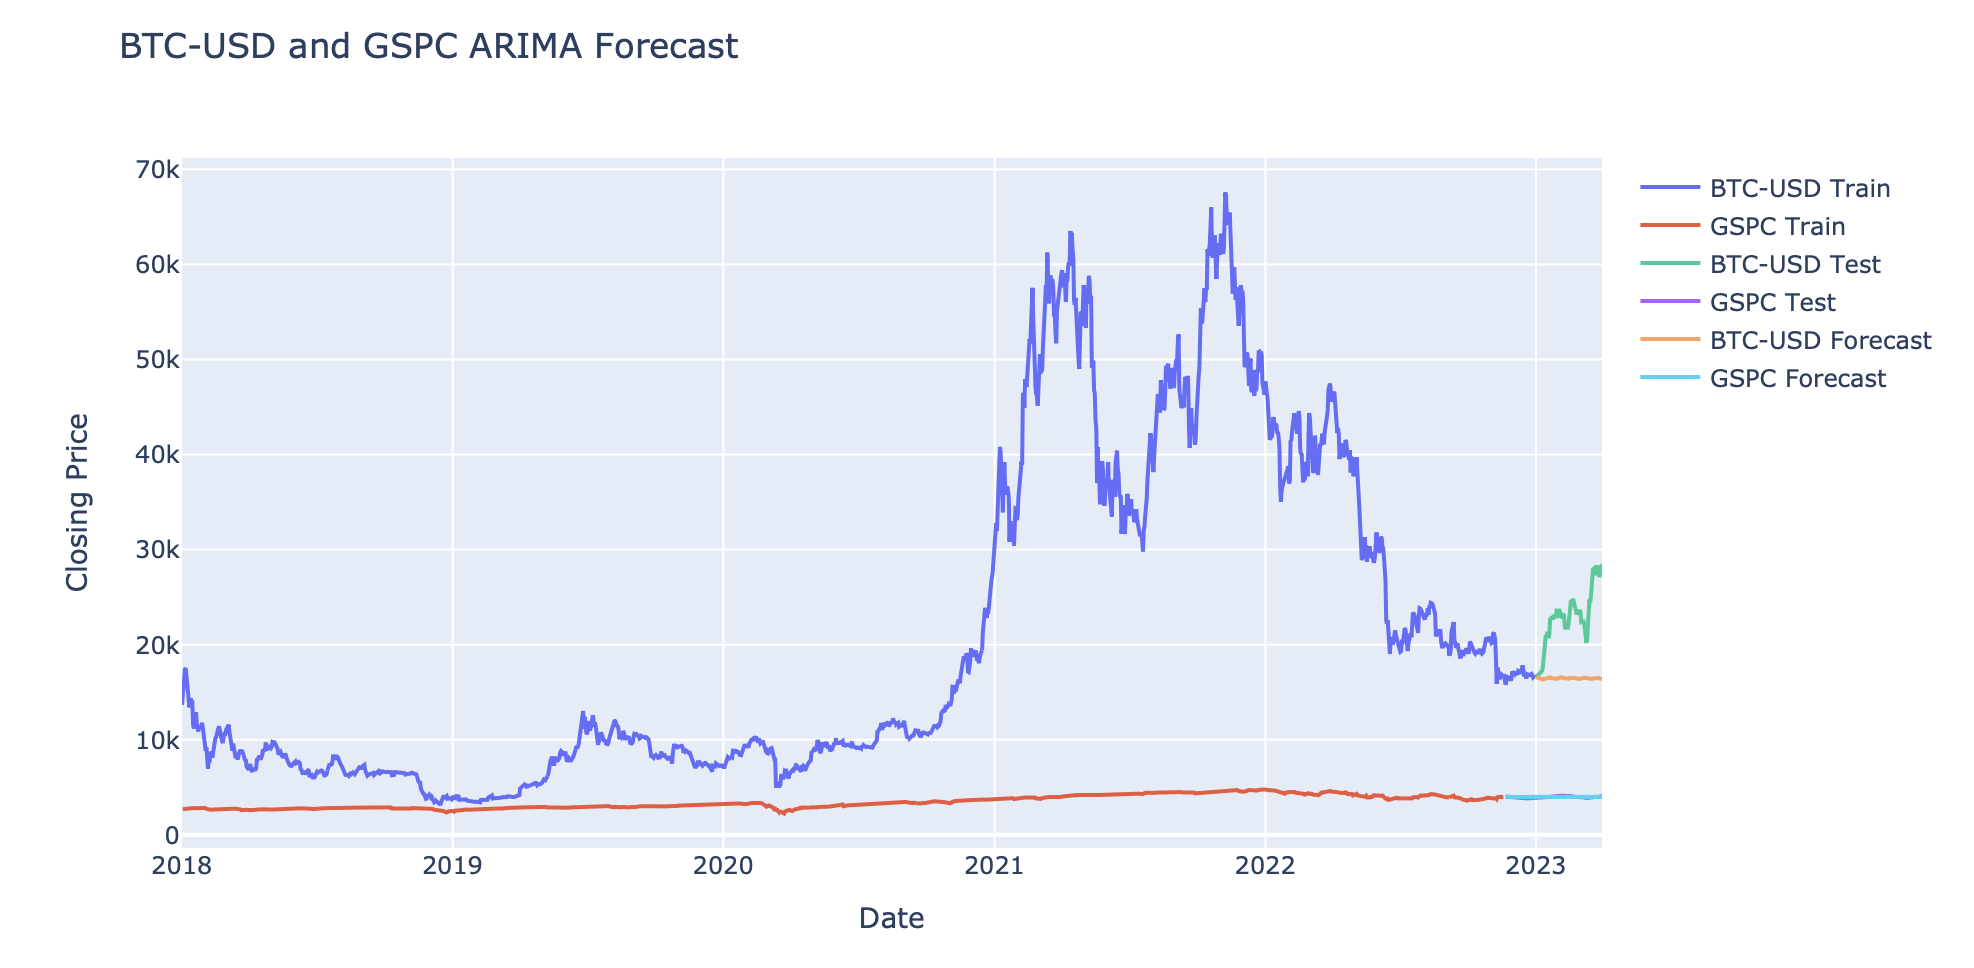 BTC-USD and GSPC ARIMA Forecast
70k
60k
50k
40k
30k
20k
10k
0
Closing Price
2018 2019 2020 2021 2022 2023
Date
BTC-USD Train
GSPC Train
BTC-USD Test
GSPC Test
BTC-USD Forecast
GSPC Forecast